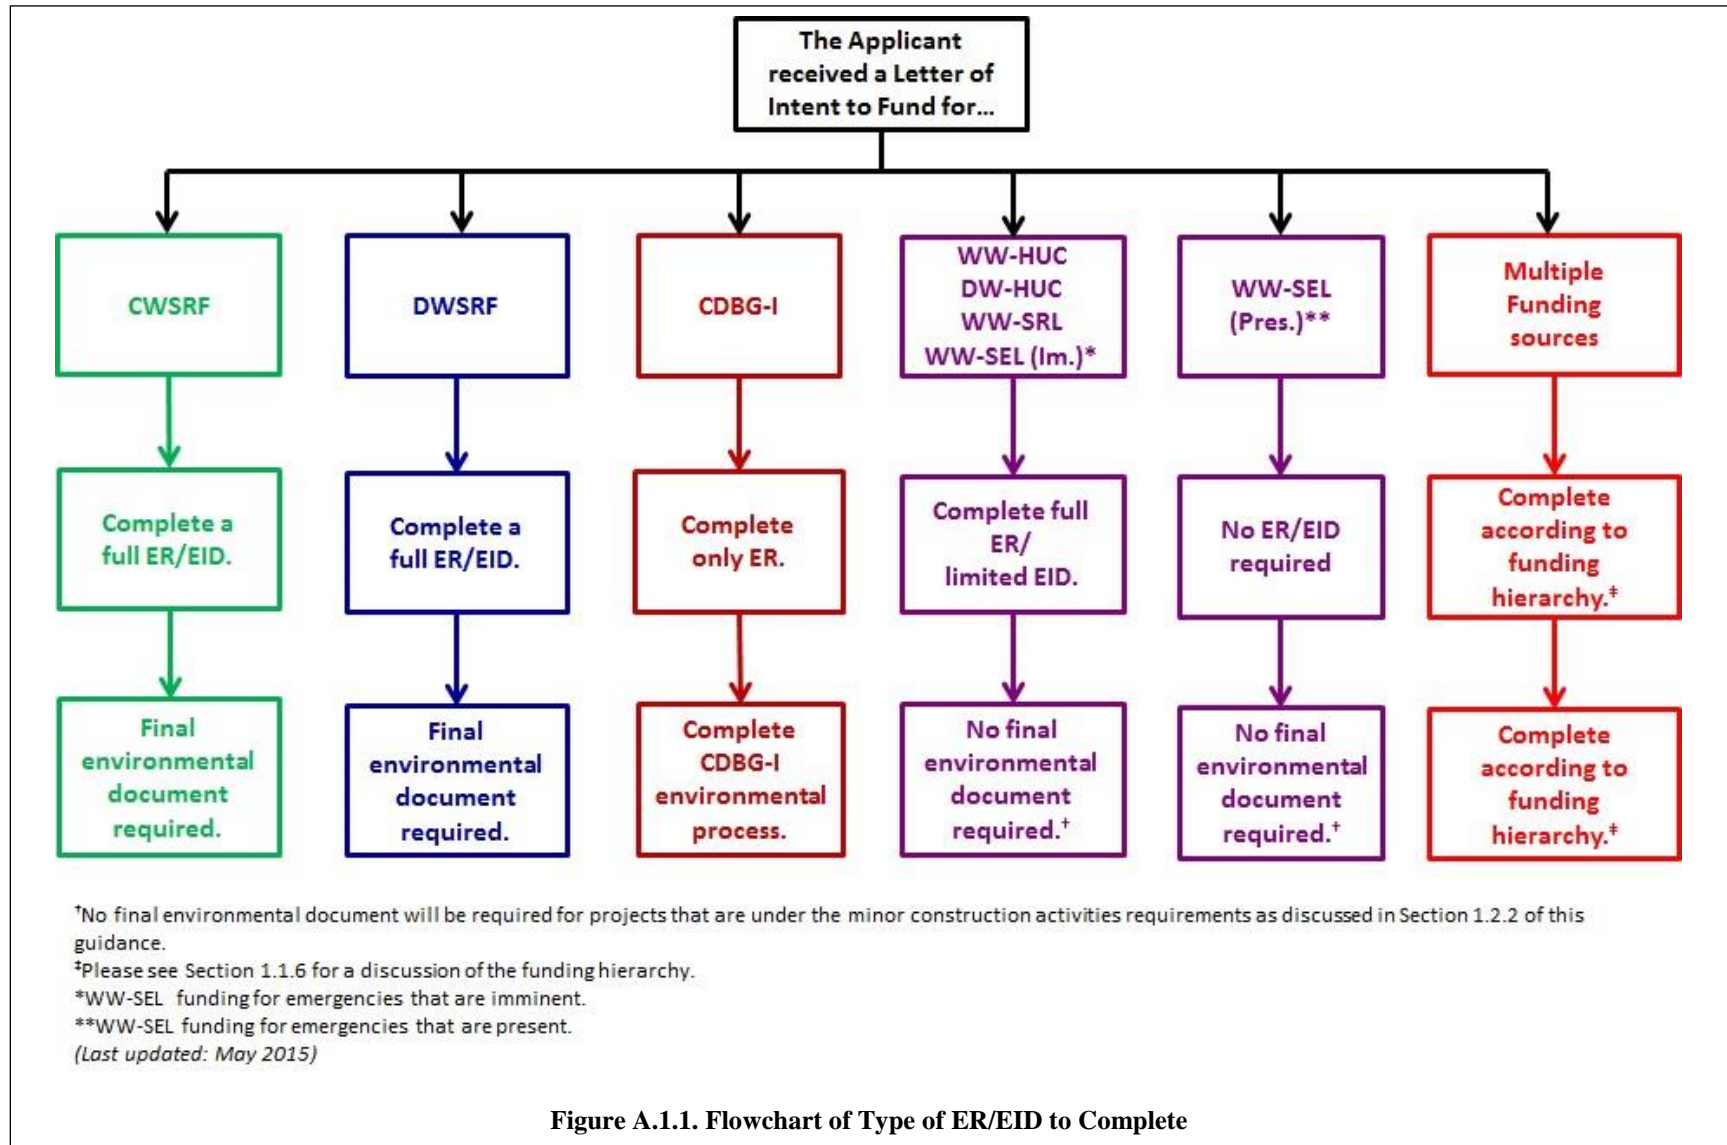 The Applicant
received a Letter of
Intent to Fund for...
CWSRF
DWSRF
CDBG-I
WW-HUC
DW-HUC
WW-SRL
WW-SEL (Im.)*
WW-SEL
(Pres.)**
Multiple
Funding
sources
Complete a
full ER/EID.
Complete a
full ER/EID.
Complete
only ER.
Complete full
ER/
limited EID.
No ER/EID
required
Complete
according to
funding
hierarchy.‡
Final
environmental
document
required.
Final
environmental
document
required.
Complete
CDBG-I
environmental
process.
No final
environmental
document
required.†
No final
environmental
document
required.†
Complete
according to
funding
hierarchy.‡
†No final environmental document will be required for projects that are under the minor construction activities requirements as discussed in Section 1.2.2 of this
guidance.
‡Please see Section 1.1.6 for a discussion of the funding hierarchy.
*WW-SEL funding for emergencies that are imminent.
**WW-SEL funding for emergencies that are present.
(Last updated: May 2015)
Figure A.1.1. Flowchart of Type of ER/EID to Complete